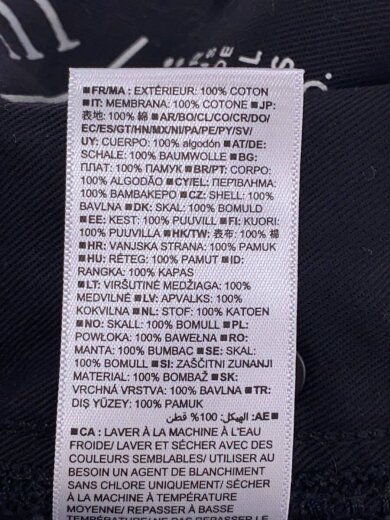 ■ FR/MA : EXTÉRIEUR: 100% COTON
■ IT: MEMBRANA: 100% COTONE ■ JP:
表地: 100% 綿 ■ AR/BO/CL/CO/CR/DO/
EC/ES/GT/HN/MX/NI/PA/PE/PY/SV/
UY: CUERPO: 100% algodón ■ AT/DE:
SCHALE: 100% BAUMWOLLE ■ BG:
ПЛАТ: 100% ПАМУК ■ BR/PT: CORPO:
100% ALGODÃO ■ CY/EL: ΠΕΡΙΒΛΗΜΑ:
100% ΒΑΜΒΑΚΕΡΟ ■ CZ: SHELL: 100%
BAVLNA ■ DK: SKAL: 100% BOMULD
■ EE: KEST: 100% PUUVILL ■ FI: KUORI:
100% PUUVILLA ■ HK/TW: 表布: 100% 棉
■ HR: VANJSKA STRANA: 100% PAMUK
■ HU: RÉTEG: 100% PAMUT ■ ID:
RANGKA: 100% KAPAS
■ LT: VIRŠUTINĖ MEDŽIAGA: 100%
MEDVILNĖ ■ LV: APVALKS: 100%
KOKVILNA ■ NL: STOF: 100% KATOEN
■ NO: SKALL: 100% BOMULL ■ PL:
POWŁOKA: 100% BAWEŁNA ■ RO:
MANTA: 100% BUMBAC ■ SE: SKAL:
100% BOMULL ■ SI: ZAŠČITNI ZUNANJI
MATERIAL: 100% BOMBAŽ ■ SK:
VRCHNÁ VRSTVA: 100% BAVLNA ■ TR:
DIŞ YÜZEY: 100% PAMUK
■ AE: الهيكل: 100% قطن
■ CA : LAVER À LA MACHINE À L'EAU
FROIDE/ LAVER ET SÉCHER AVEC DES
COULEURS SEMBLABLES/ UTILISER AU
BESOIN UN AGENT DE BLANCHIMENT
SANS CHLORE UNIQUEMENT/ SÉCHER
À LA MACHINE À TEMPÉRATURE
MOYENNE/ REPASSER À BASSE